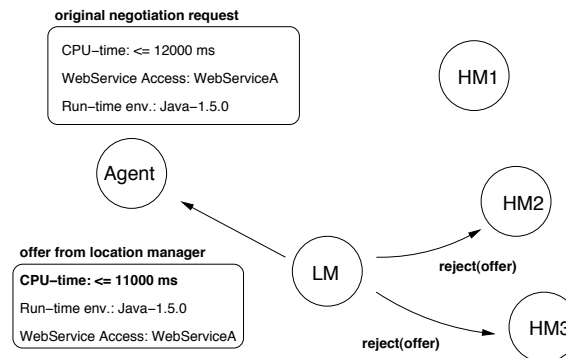 original negotiation request
CPU-time: <= 12000 ms
WebService Access: WebServiceA
Run-time env.: Java-1.5.0
HM1
Agent
HM2
offer from location manager
LM
reject(offer)
CPU-time: <= 11000 ms
Run-time env.: Java-1.5.0
WebService Access: WebServiceA
HM3
reject(offer)